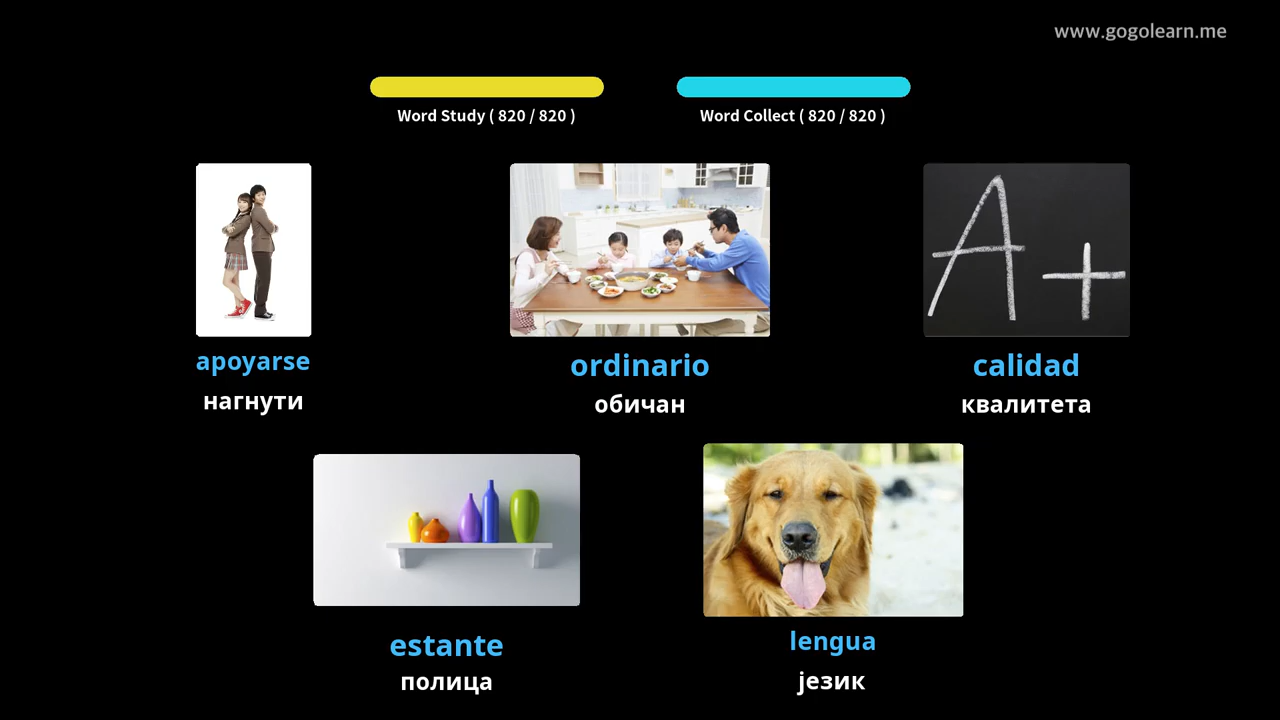 www.gogolearn.me
Word Study ( 820 / 820 )
Word Collect ( 820 / 820 )
A+
apoyarse
нагнути
ordinario
обичан
calidad
квалитета
estante
полица
lengua
језик